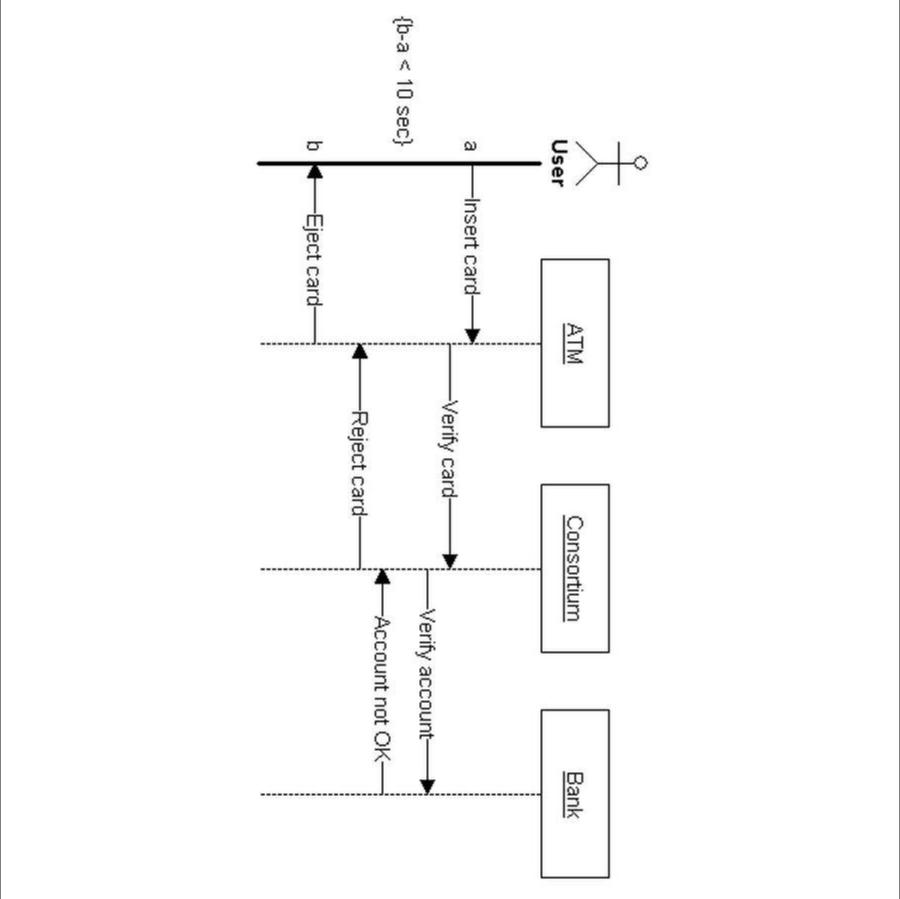 User
ATM
Consortium
Bank
a
Insert card
Verify card
Verify account
{b-a < 10 sec}
Account not OK
Reject card
b
Eject card